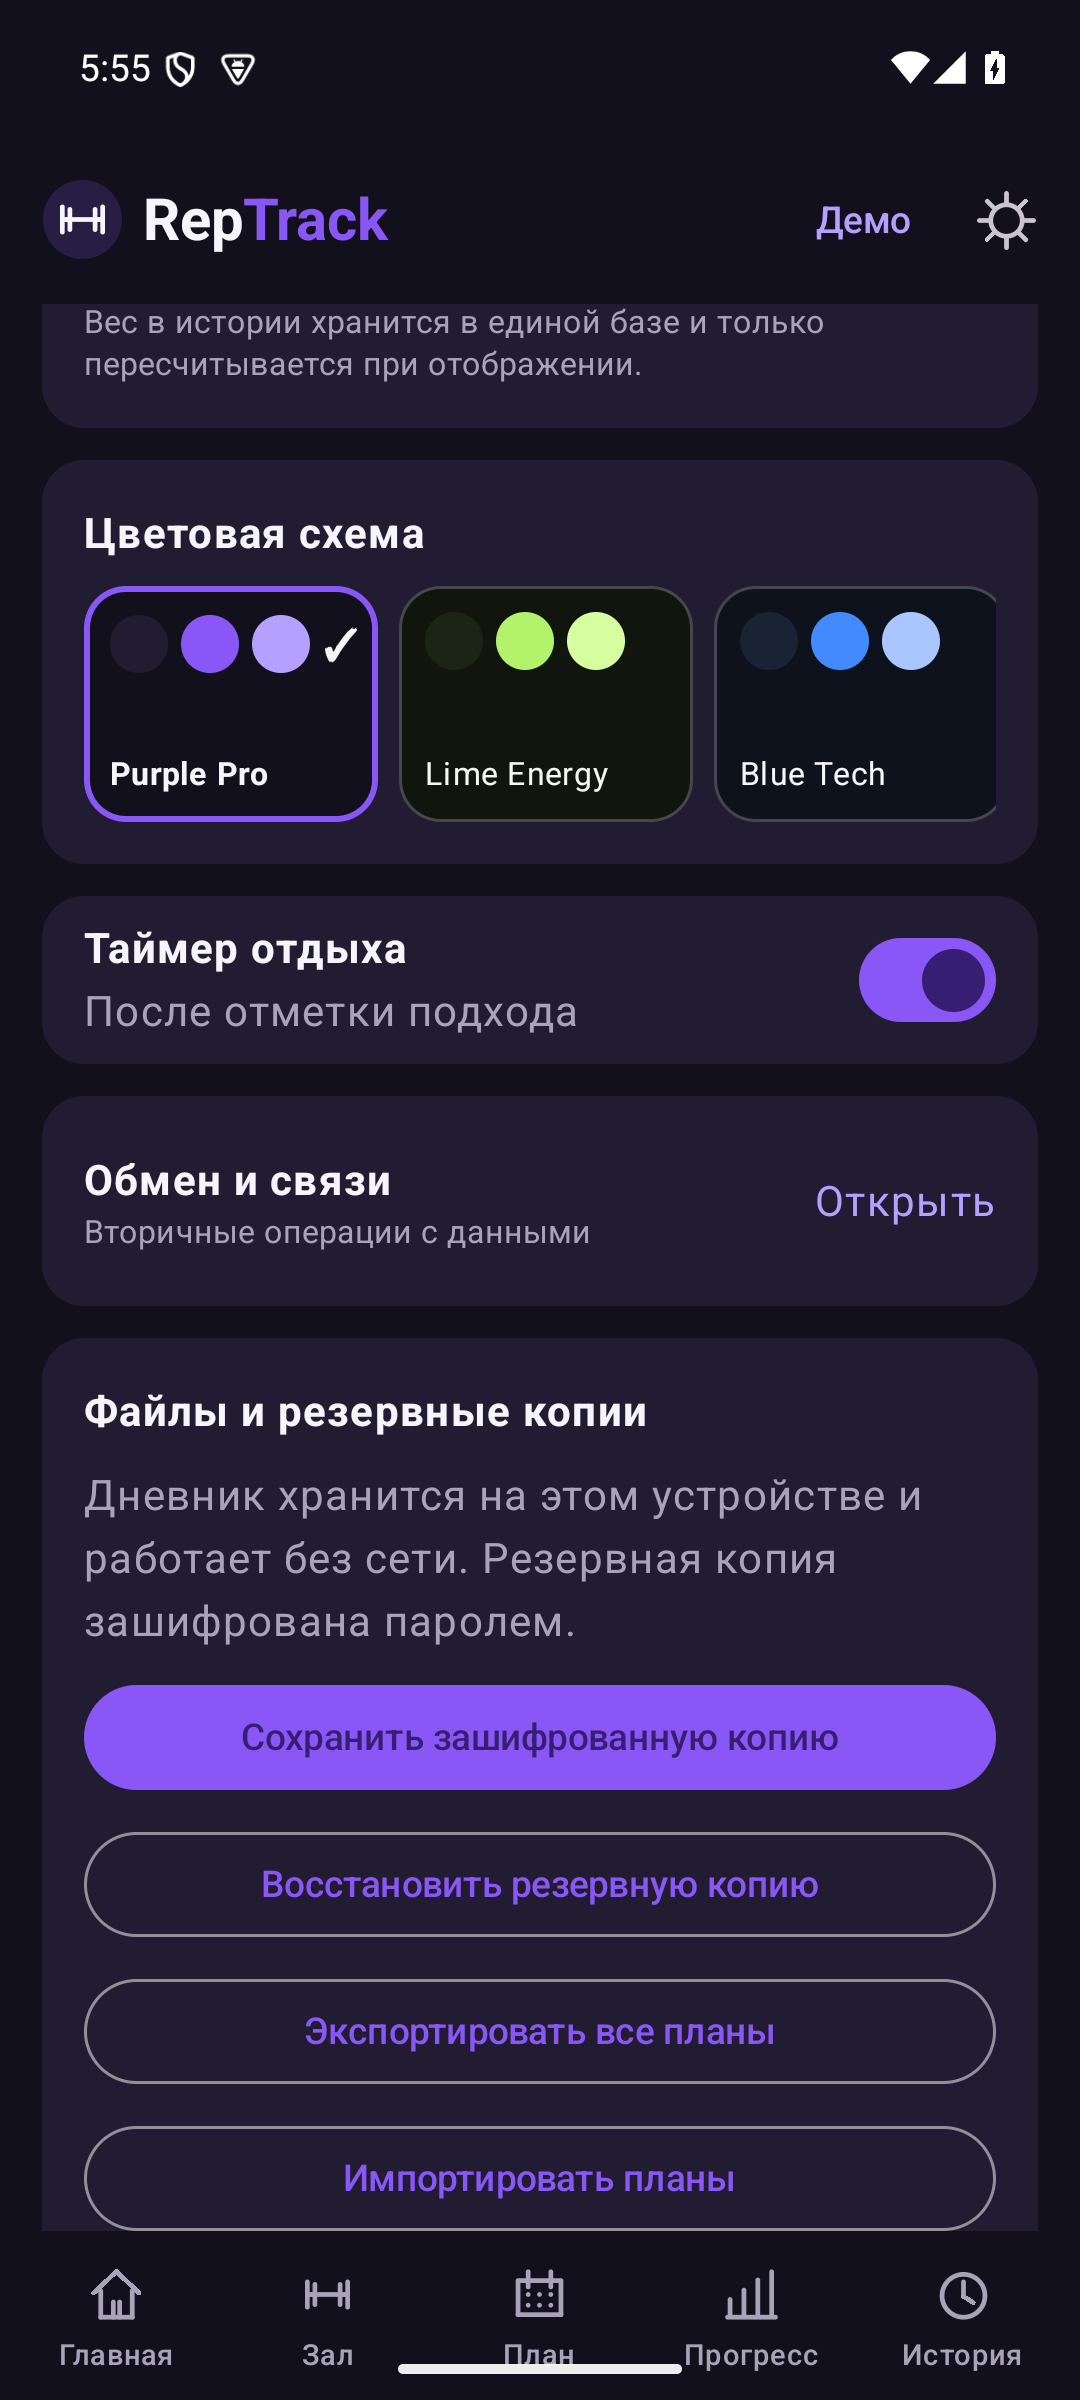 5:55
RepTrack
Демо
Вес в истории хранится в единой базе и только
пересчитывается при отображении.
Цветовая схема
Purple Pro
Lime Energy
Blue Tech
Таймер отдыха
После отметки подхода
Обмен и связи
Вторичные операции с данными
Открыть
Файлы и резервные копии
Дневник хранится на этом устройстве и
работает без сети. Резервная копия
зашифрована паролем.
Сохранить зашифрованную копию
Восстановить резервную копию
Экспортировать все планы
Импортировать планы
Главная
Зал
План
Прогресс
История